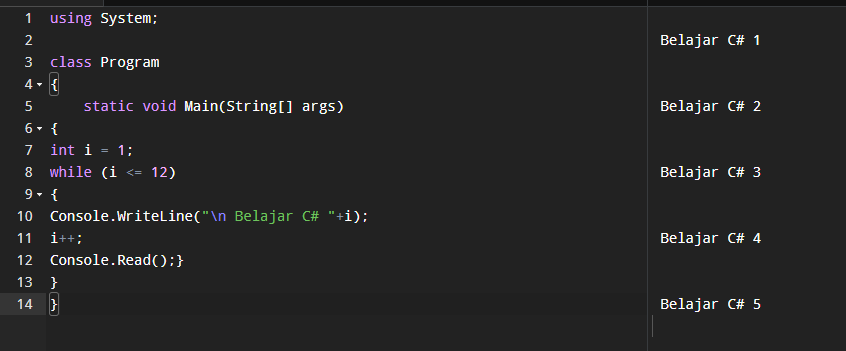 1 using System;
2
3 class Program
4 {
5     static void Main(String[] args)
6 {
7 int i = 1;
8 while (i <= 12)
9 {
10 Console.WriteLine("\n Belajar C# "+i);
11 i++;
12 Console.Read();}
13 }
14 }
Belajar C# 1
Belajar C# 2
Belajar C# 3
Belajar C# 4
Belajar C# 5